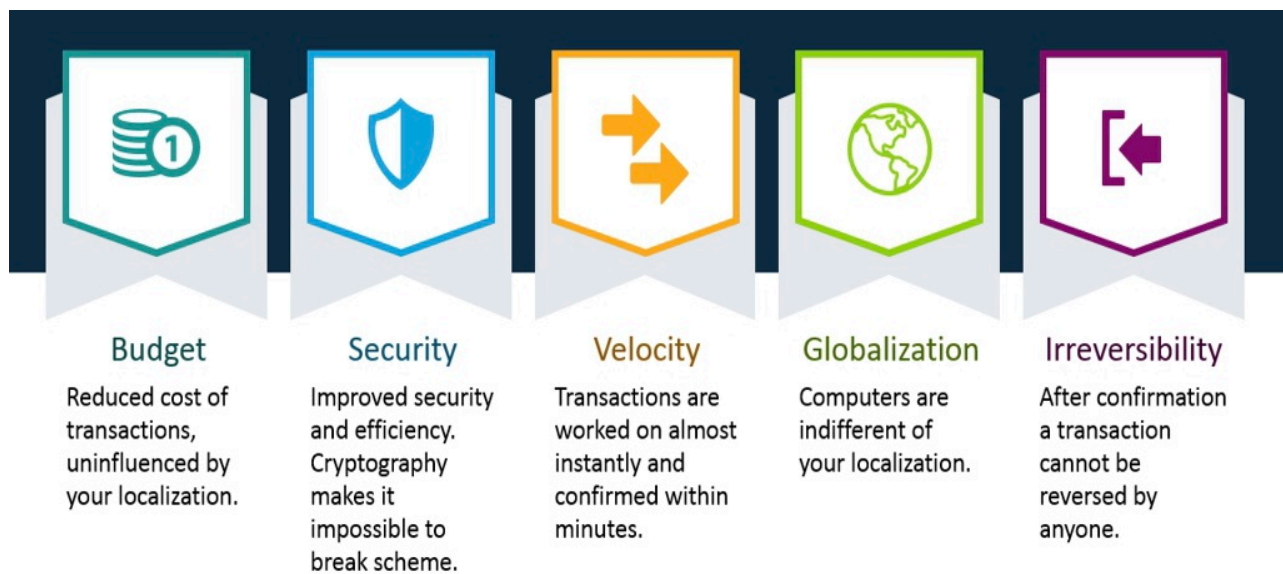 1
Budget
Reduced cost of
transactions,
uninfluenced by
your localization.
Security
Improved security
and efficiency.
Cryptography
makes it
impossible to
break scheme.
Velocity
Transactions are
worked on almost
instantly and
confirmed within
minutes.
Globalization
Computers are
indifferent of
your localization.
Irreversibility
After confirmation
a transaction
cannot be
reversed by
anyone.